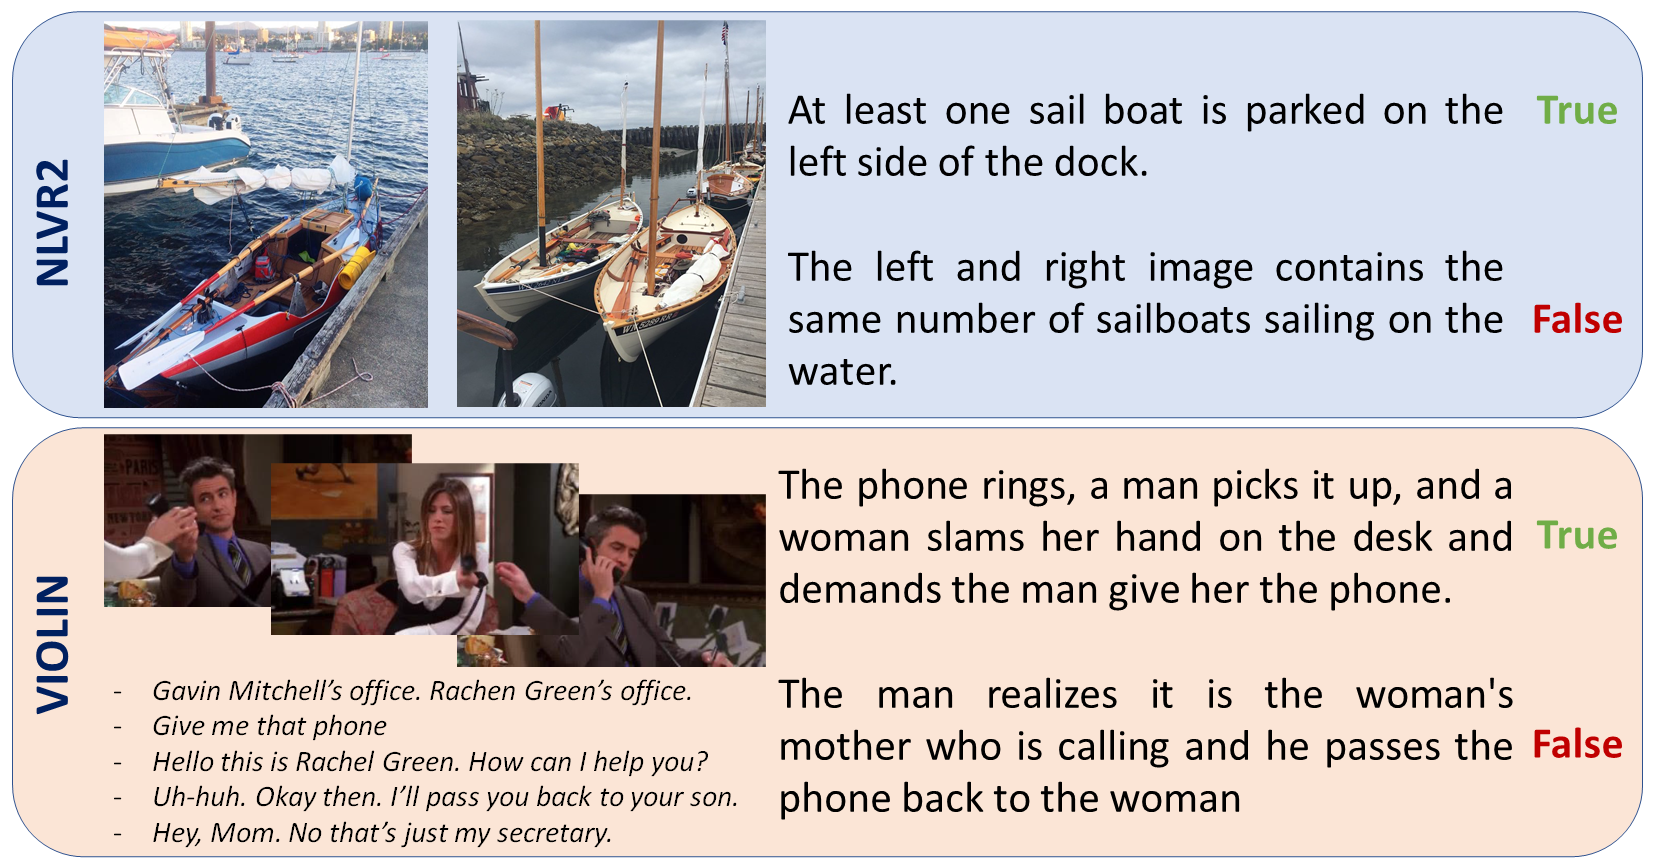 NLVR2
At least one sail boat is parked on the
left side of the dock.
True
The left and right image contains the
same number of sailboats sailing on the
water.
False
VIOLIN
PARIS
NEW YORK
- Gavin Mitchell’s office. Rachen Green’s office.
- Give me that phone
- Hello this is Rachel Green. How can I help you?
- Uh-huh. Okay then. I’ll pass you back to your son.
- Hey, Mom. No that’s just my secretary.
The phone rings, a man picks it up, and a
woman slams her hand on the desk and
demands the man give her the phone.
True
The man realizes it is the woman's
mother who is calling and he passes the
phone back to the woman
False